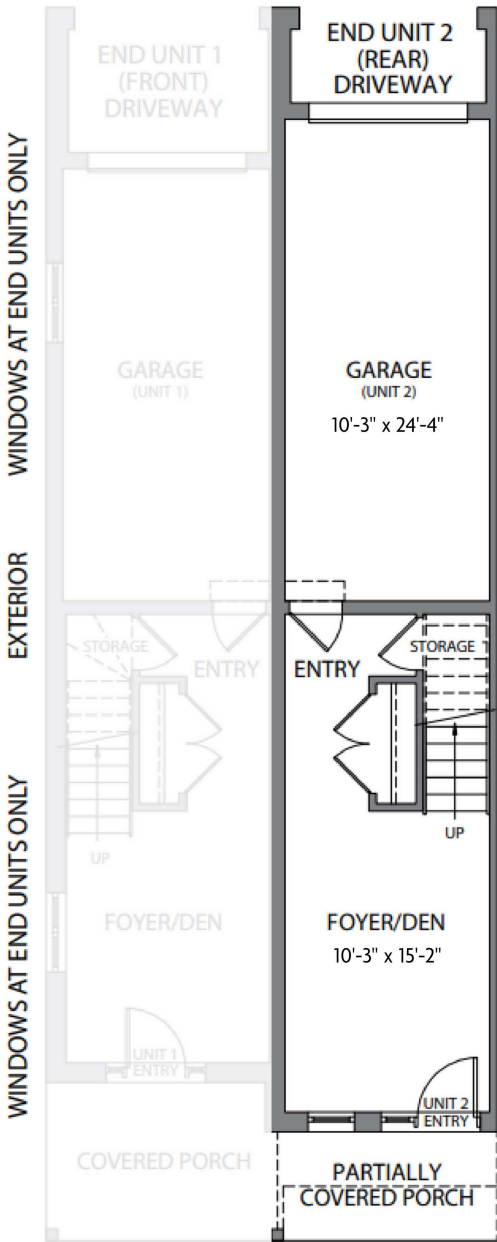 END UNIT 1
(FRONT)
DRIVEWAY
END UNIT 2
(REAR)
DRIVEWAY
WINDOWS AT END UNITS ONLY
GARAGE
(UNIT 1)
GARAGE
(UNIT 2)
10'-3" x 24'-4"
EXTERIOR
STORAGE
ENTRY
ENTRY
STORAGE
UP
UP
WINDOWS AT END UNITS ONLY
FOYER/DEN
FOYER/DEN
10'-3" x 15'-2"
UNIT 1
ENTRY
UNIT 2
ENTRY
COVERED PORCH
PARTIALLY
COVERED PORCH